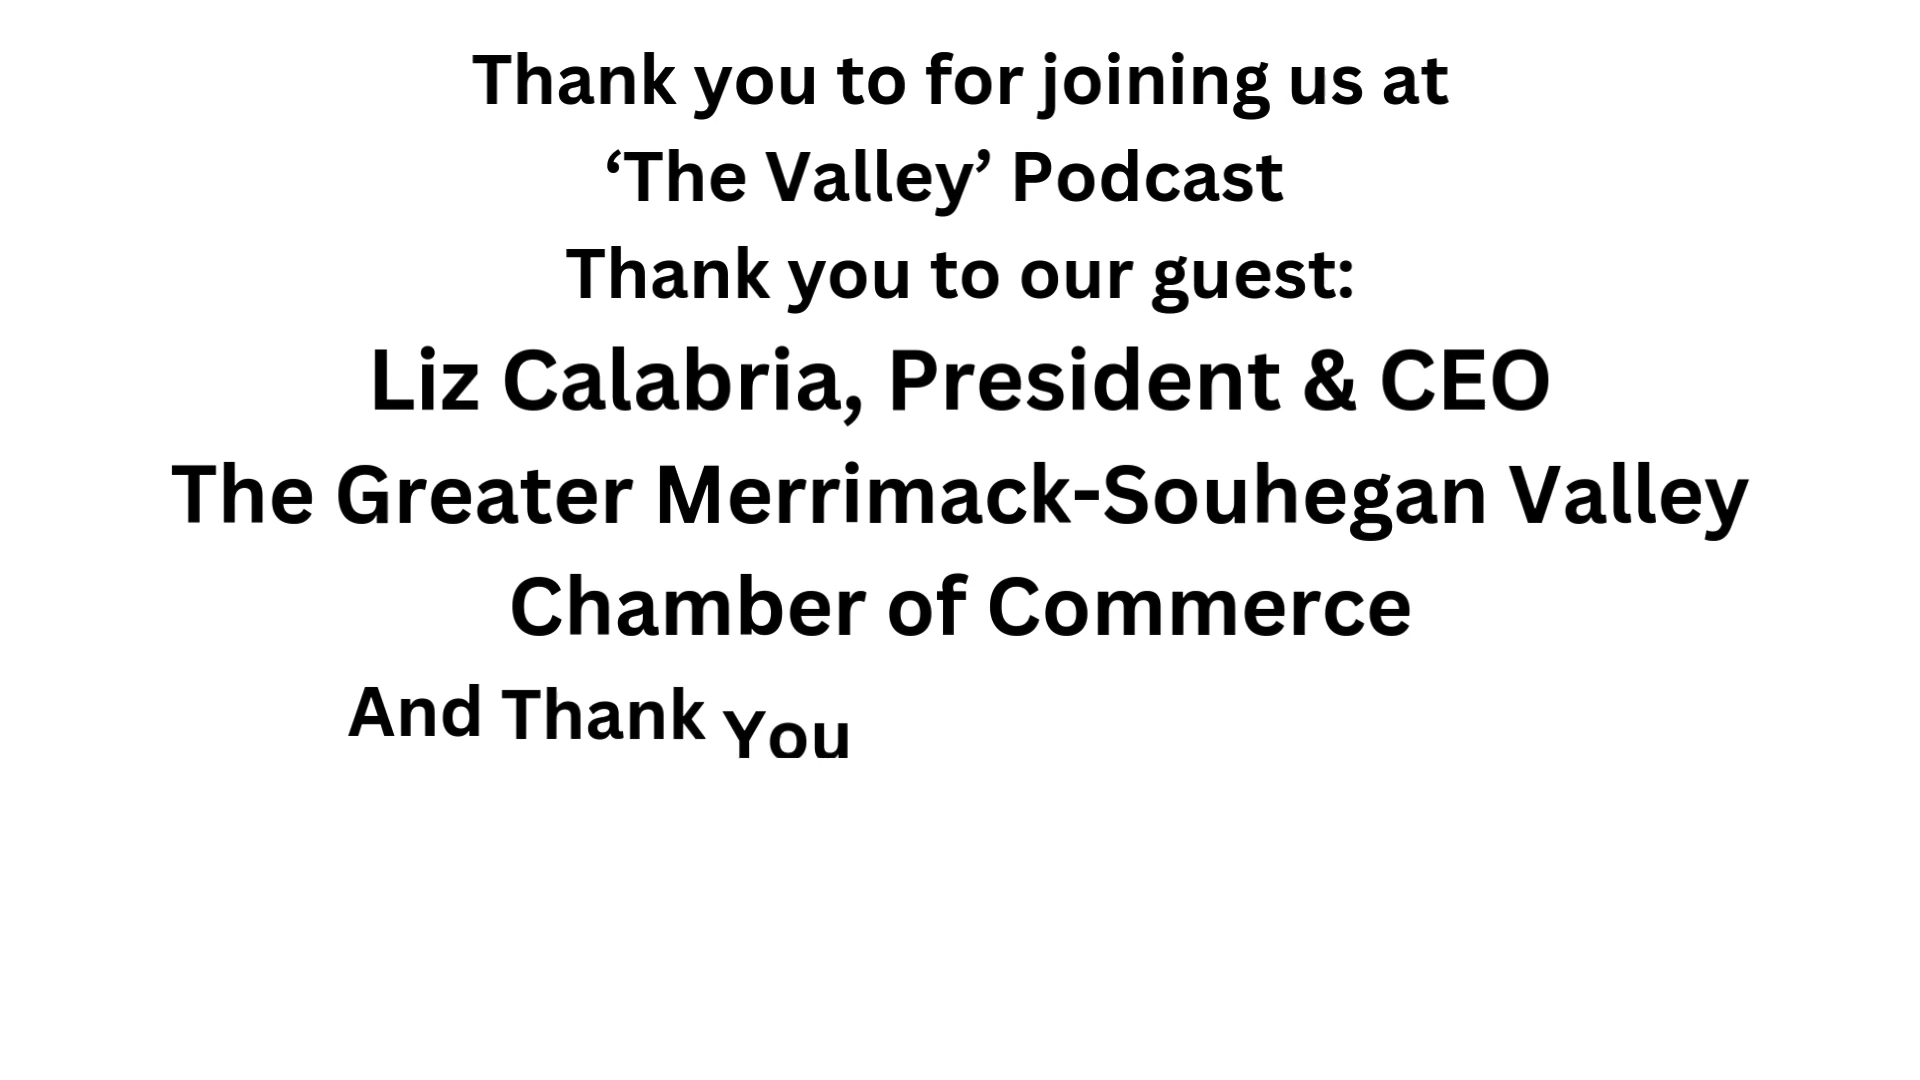 Thank you to for joining us at
‘The Valley’ Podcast
Thank you to our guest:
Liz Calabria, President & CEO
The Greater Merrimack-Souhegan Valley
Chamber of Commerce
And Thank You